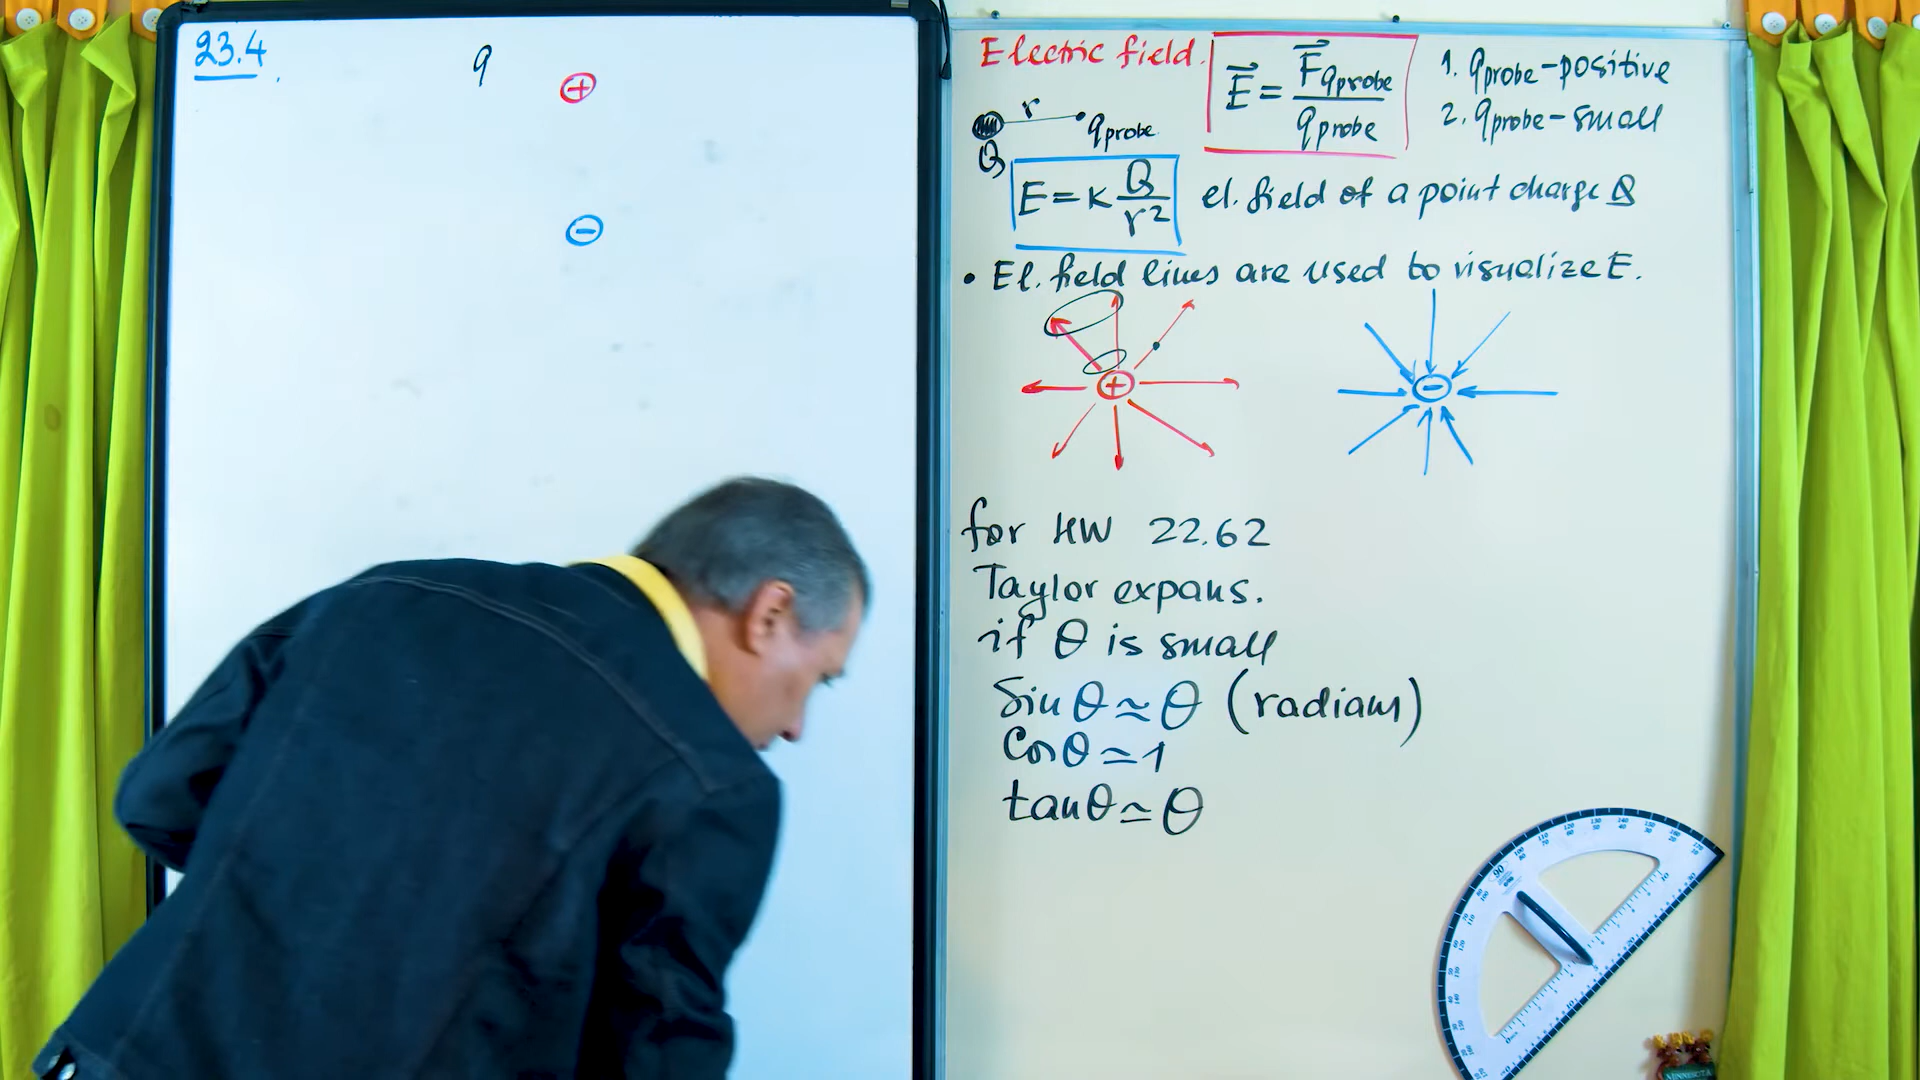 23.4
q
+
−
Electric field.
E⃗ = F⃗qprobe / qprobe
1. qprobe-positive
2. qprobe-small
r
qprobe
Q
E = K Q / r²
el. field of a point charge Q
• El. field lines are used to visualize E.
+
−
for HW 22.62
Taylor expans.
if θ is small
Sin θ ≃ θ (radians)
Cos θ ≃ 1
tan θ ≃ θ
MINNESOTA